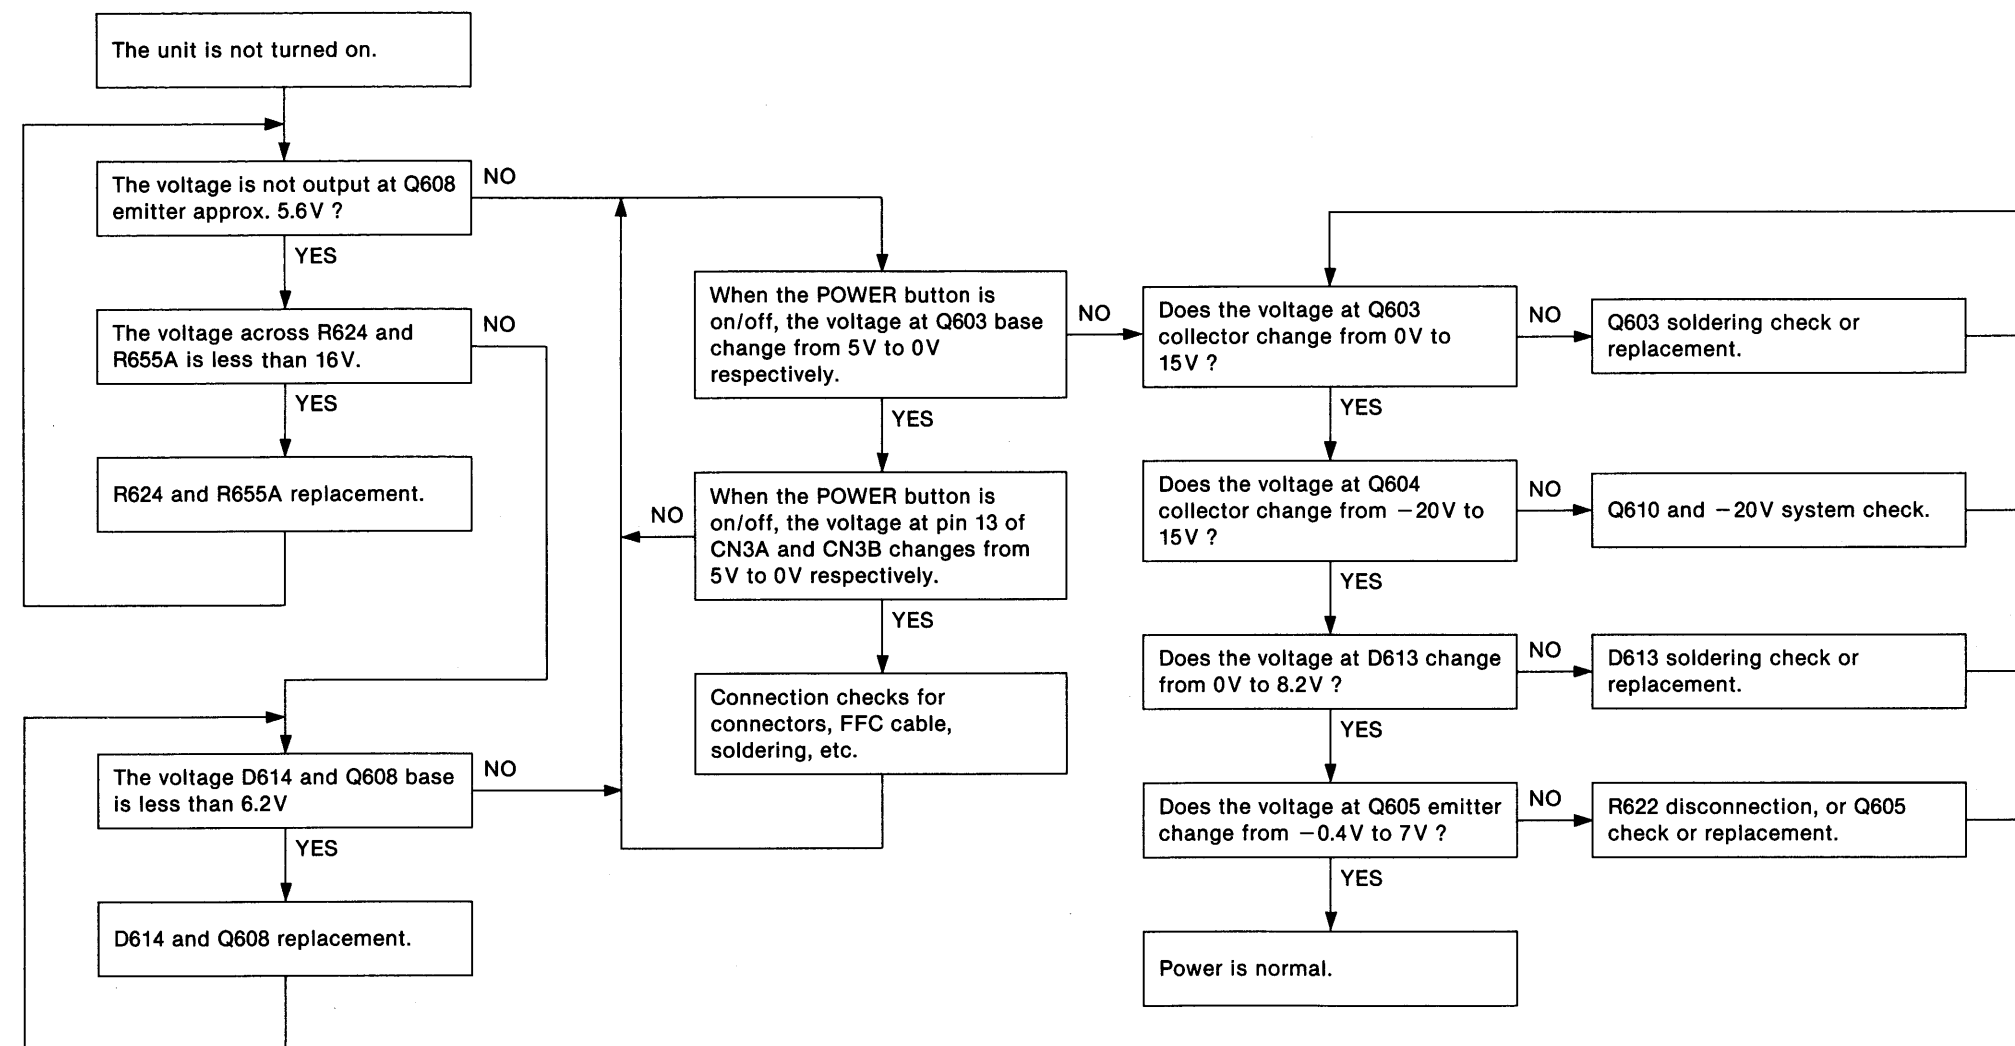 The unit is not turned on.
The voltage is not output at Q608
emitter approx. 5.6V ?
NO
YES
The voltage across R624 and
R655A is less than 16V.
NO
YES
R624 and R655A replacement.
The voltage D614 and Q608 base
is less than 6.2V
NO
YES
D614 and Q608 replacement.
When the POWER button is
on/off, the voltage at Q603 base
change from 5V to 0V
respectively.
NO
YES
When the POWER button is
on/off, the voltage at pin 13 of
CN3A and CN3B changes from
5V to 0V respectively.
NO
YES
Connection checks for
connectors, FFC cable,
soldering, etc.
Does the voltage at Q603
collector change from 0V to
15V ?
NO
Q603 soldering check or
replacement.
YES
Does the voltage at Q604
collector change from −20V to
15V ?
NO
Q610 and −20V system check.
YES
Does the voltage at D613 change
from 0V to 8.2V ?
NO
D613 soldering check or
replacement.
YES
Does the voltage at Q605 emitter
change from −0.4V to 7V ?
NO
R622 disconnection, or Q605
check or replacement.
YES
Power is normal.